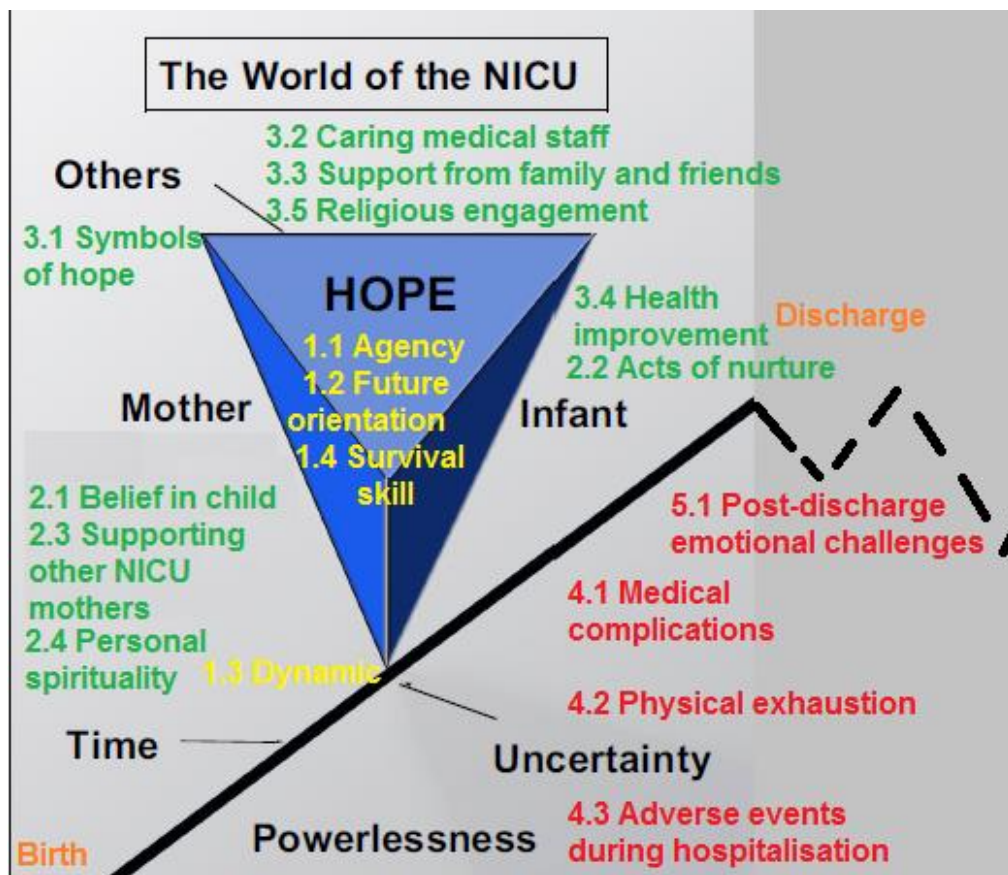 The World of the NICU
3.2 Caring medical staff
3.3 Support from family and friends
3.5 Religious engagement
Others
3.1 Symbols
of hope
HOPE
1.1 Agency
1.2 Future
orientation
1.4 Survival
skill
3.4 Health
improvement
2.2 Acts of nurture
Discharge
Mother
Infant
2.1 Belief in child
2.3 Supporting
other NICU
mothers
2.4 Personal
spirituality
1.3 Dynamic
5.1 Post-discharge
emotional challenges
4.1 Medical
complications
4.2 Physical exhaustion
Time
Uncertainty
4.3 Adverse events
during hospitalisation
Powerlessness
Birth